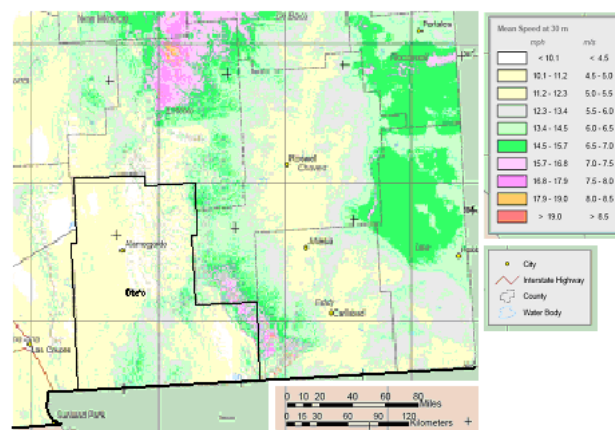 New Mexico
De Baca
Portales
Roosevelt
Lincoln
Roswell
Chaves
Alamogordo
Otero
Artesia
Lea
Eddy
Carlsbad
Las Cruces
Sunland Park
Mean Speed at 30 m
mph m/s
< 10.1 < 4.5
10.1 - 11.2 4.5 - 5.0
11.2 - 12.3 5.0 - 5.5
12.3 - 13.4 5.5 - 6.0
13.4 - 14.5 6.0 - 6.5
14.5 - 15.7 6.5 - 7.0
15.7 - 16.8 7.0 - 7.5
16.8 - 17.9 7.5 - 8.0
17.9 - 19.0 8.0 - 8.5
> 19.0 > 8.5
City
Interstate Highway
County
Water Body
0 10 20 40 60 80
Miles
0 15 30 60 90 120
Kilometers